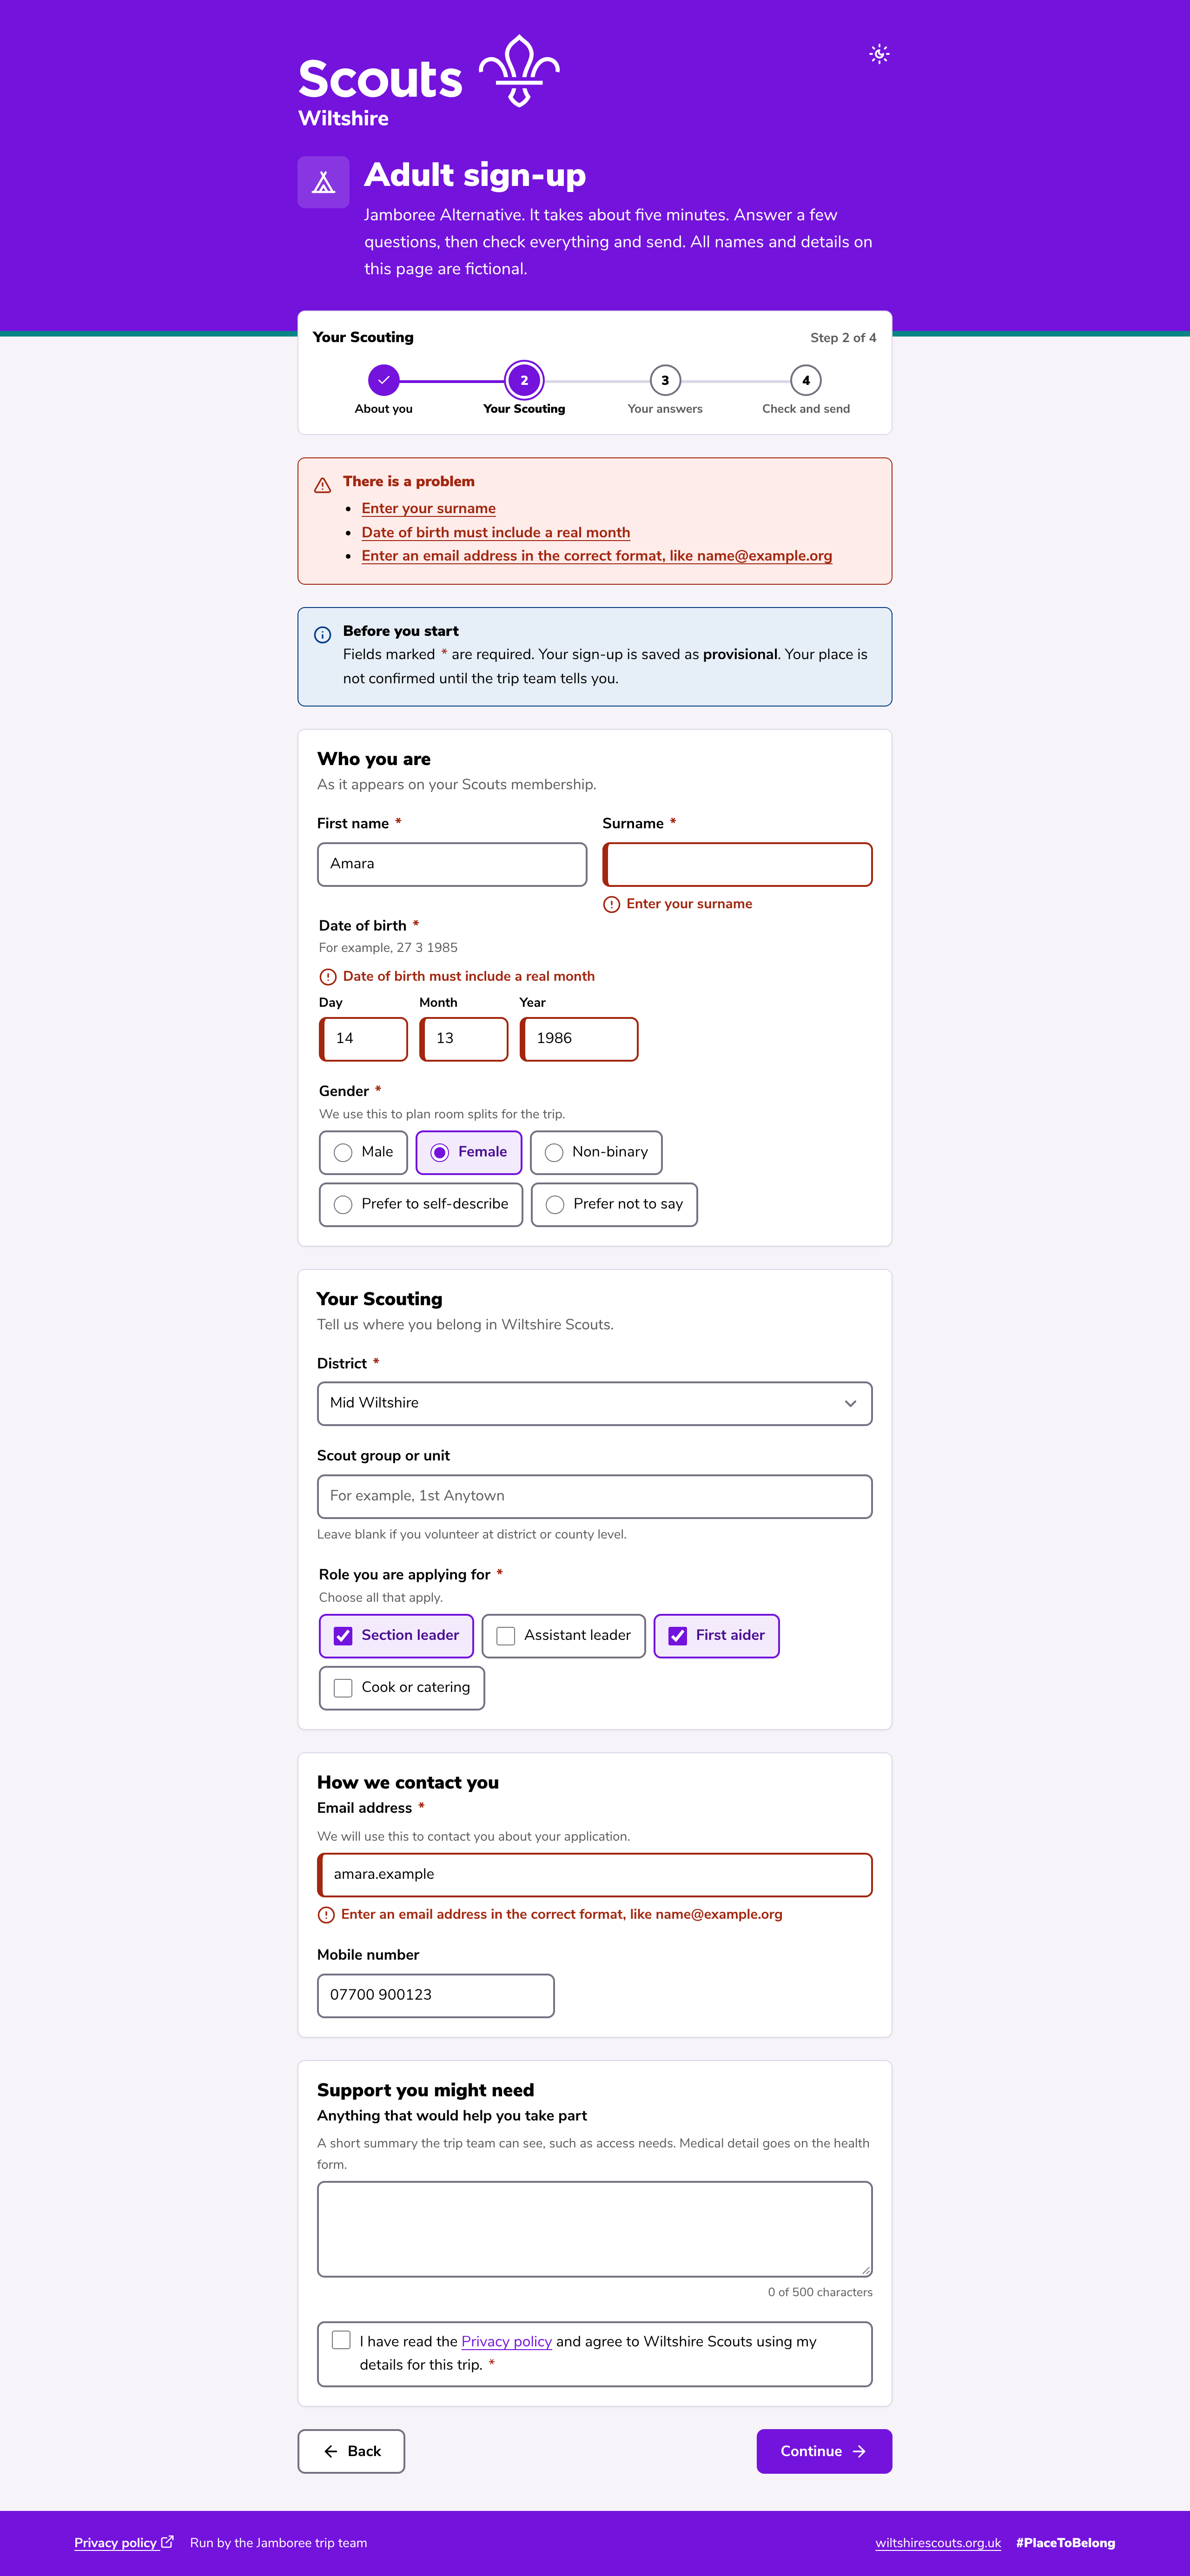 Scouts
Wiltshire
Adult sign-up
Jamboree Alternative. It takes about five minutes. Answer a few
questions, then check everything and send. All names and details on
this page are fictional.
Your Scouting
Step 2 of 4
2
3
4
About you
Your Scouting
Your answers
Check and send
There is a problem
• Enter your surname
• Date of birth must include a real month
• Enter an email address in the correct format, like name@example.org
Before you start
Fields marked * are required. Your sign-up is saved as provisional. Your place is
not confirmed until the trip team tells you.
Who you are
As it appears on your Scouts membership.
First name *
Surname *
Amara
Enter your surname
Date of birth *
For example, 27 3 1985
Date of birth must include a real month
Day
Month
Year
14
13
1986
Gender *
We use this to plan room splits for the trip.
Male
Female
Non-binary
Prefer to self-describe
Prefer not to say
Your Scouting
Tell us where you belong in Wiltshire Scouts.
District *
Mid Wiltshire
Scout group or unit
For example, 1st Anytown
Leave blank if you volunteer at district or county level.
Role you are applying for *
Choose all that apply.
Section leader
Assistant leader
First aider
Cook or catering
How we contact you
Email address *
We will use this to contact you about your application.
amara.example
Enter an email address in the correct format, like name@example.org
Mobile number
07700 900123
Support you might need
Anything that would help you take part
A short summary the trip team can see, such as access needs. Medical detail goes on the health
form.
0 of 500 characters
I have read the Privacy policy and agree to Wiltshire Scouts using my
details for this trip. *
Back
Continue
Privacy policy
Run by the Jamboree trip team
wiltshirescouts.org.uk
#PlaceToBelong